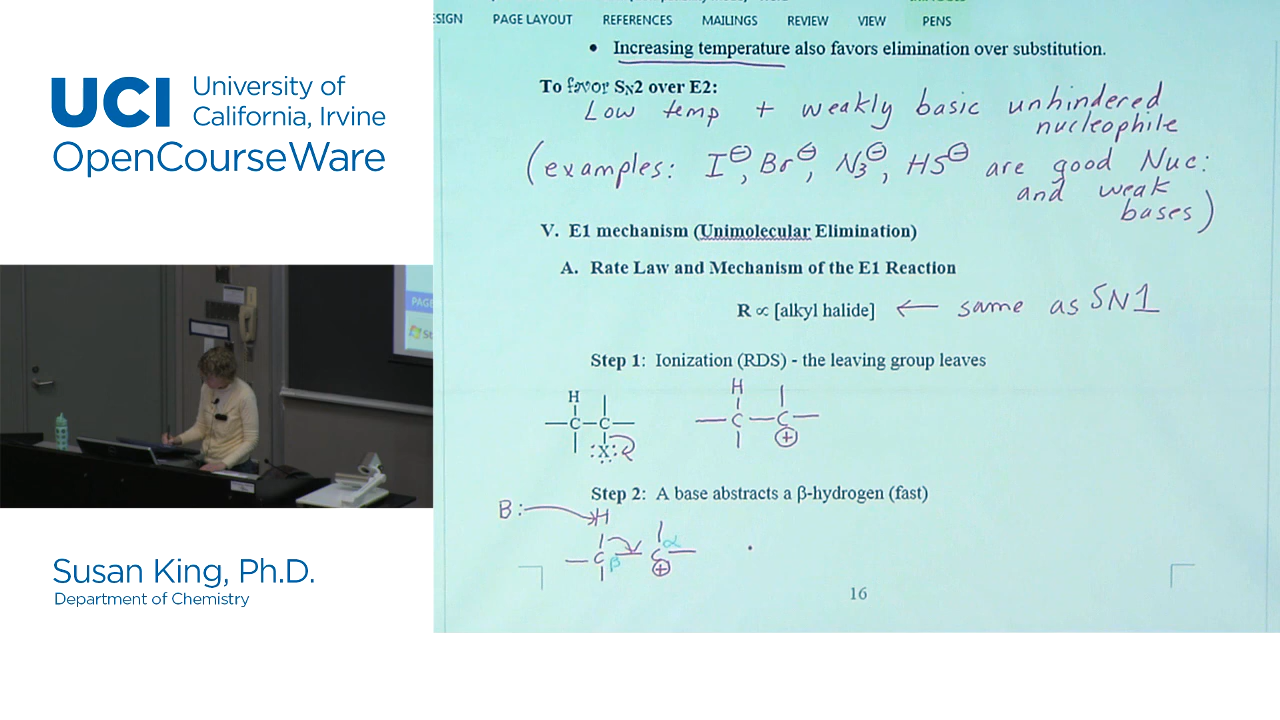 UCI University of
California, Irvine
OpenCourseWare
PAGE LAYOUT REFERENCES MAILINGS REVIEW VIEW PENS
• Increasing temperature also favors elimination over substitution.
To favor SN2 over E2:
Low temp + weakly basic unhindered
nucleophile
(examples: I⊖, Br⊖, N3⊖, HS⊖ are good Nuc:
and weak
bases)
V. E1 mechanism (Unimolecular Elimination)
A. Rate Law and Mechanism of the E1 Reaction
R ∝ [alkyl halide] ← same as SN1
Step 1: Ionization (RDS) - the leaving group leaves
H H
C C C C
:X: ⊕
Step 2: A base abstracts a β-hydrogen (fast)
B: H
C β C α
⊕
16
PAGE
Susan King, Ph.D.
Department of Chemistry